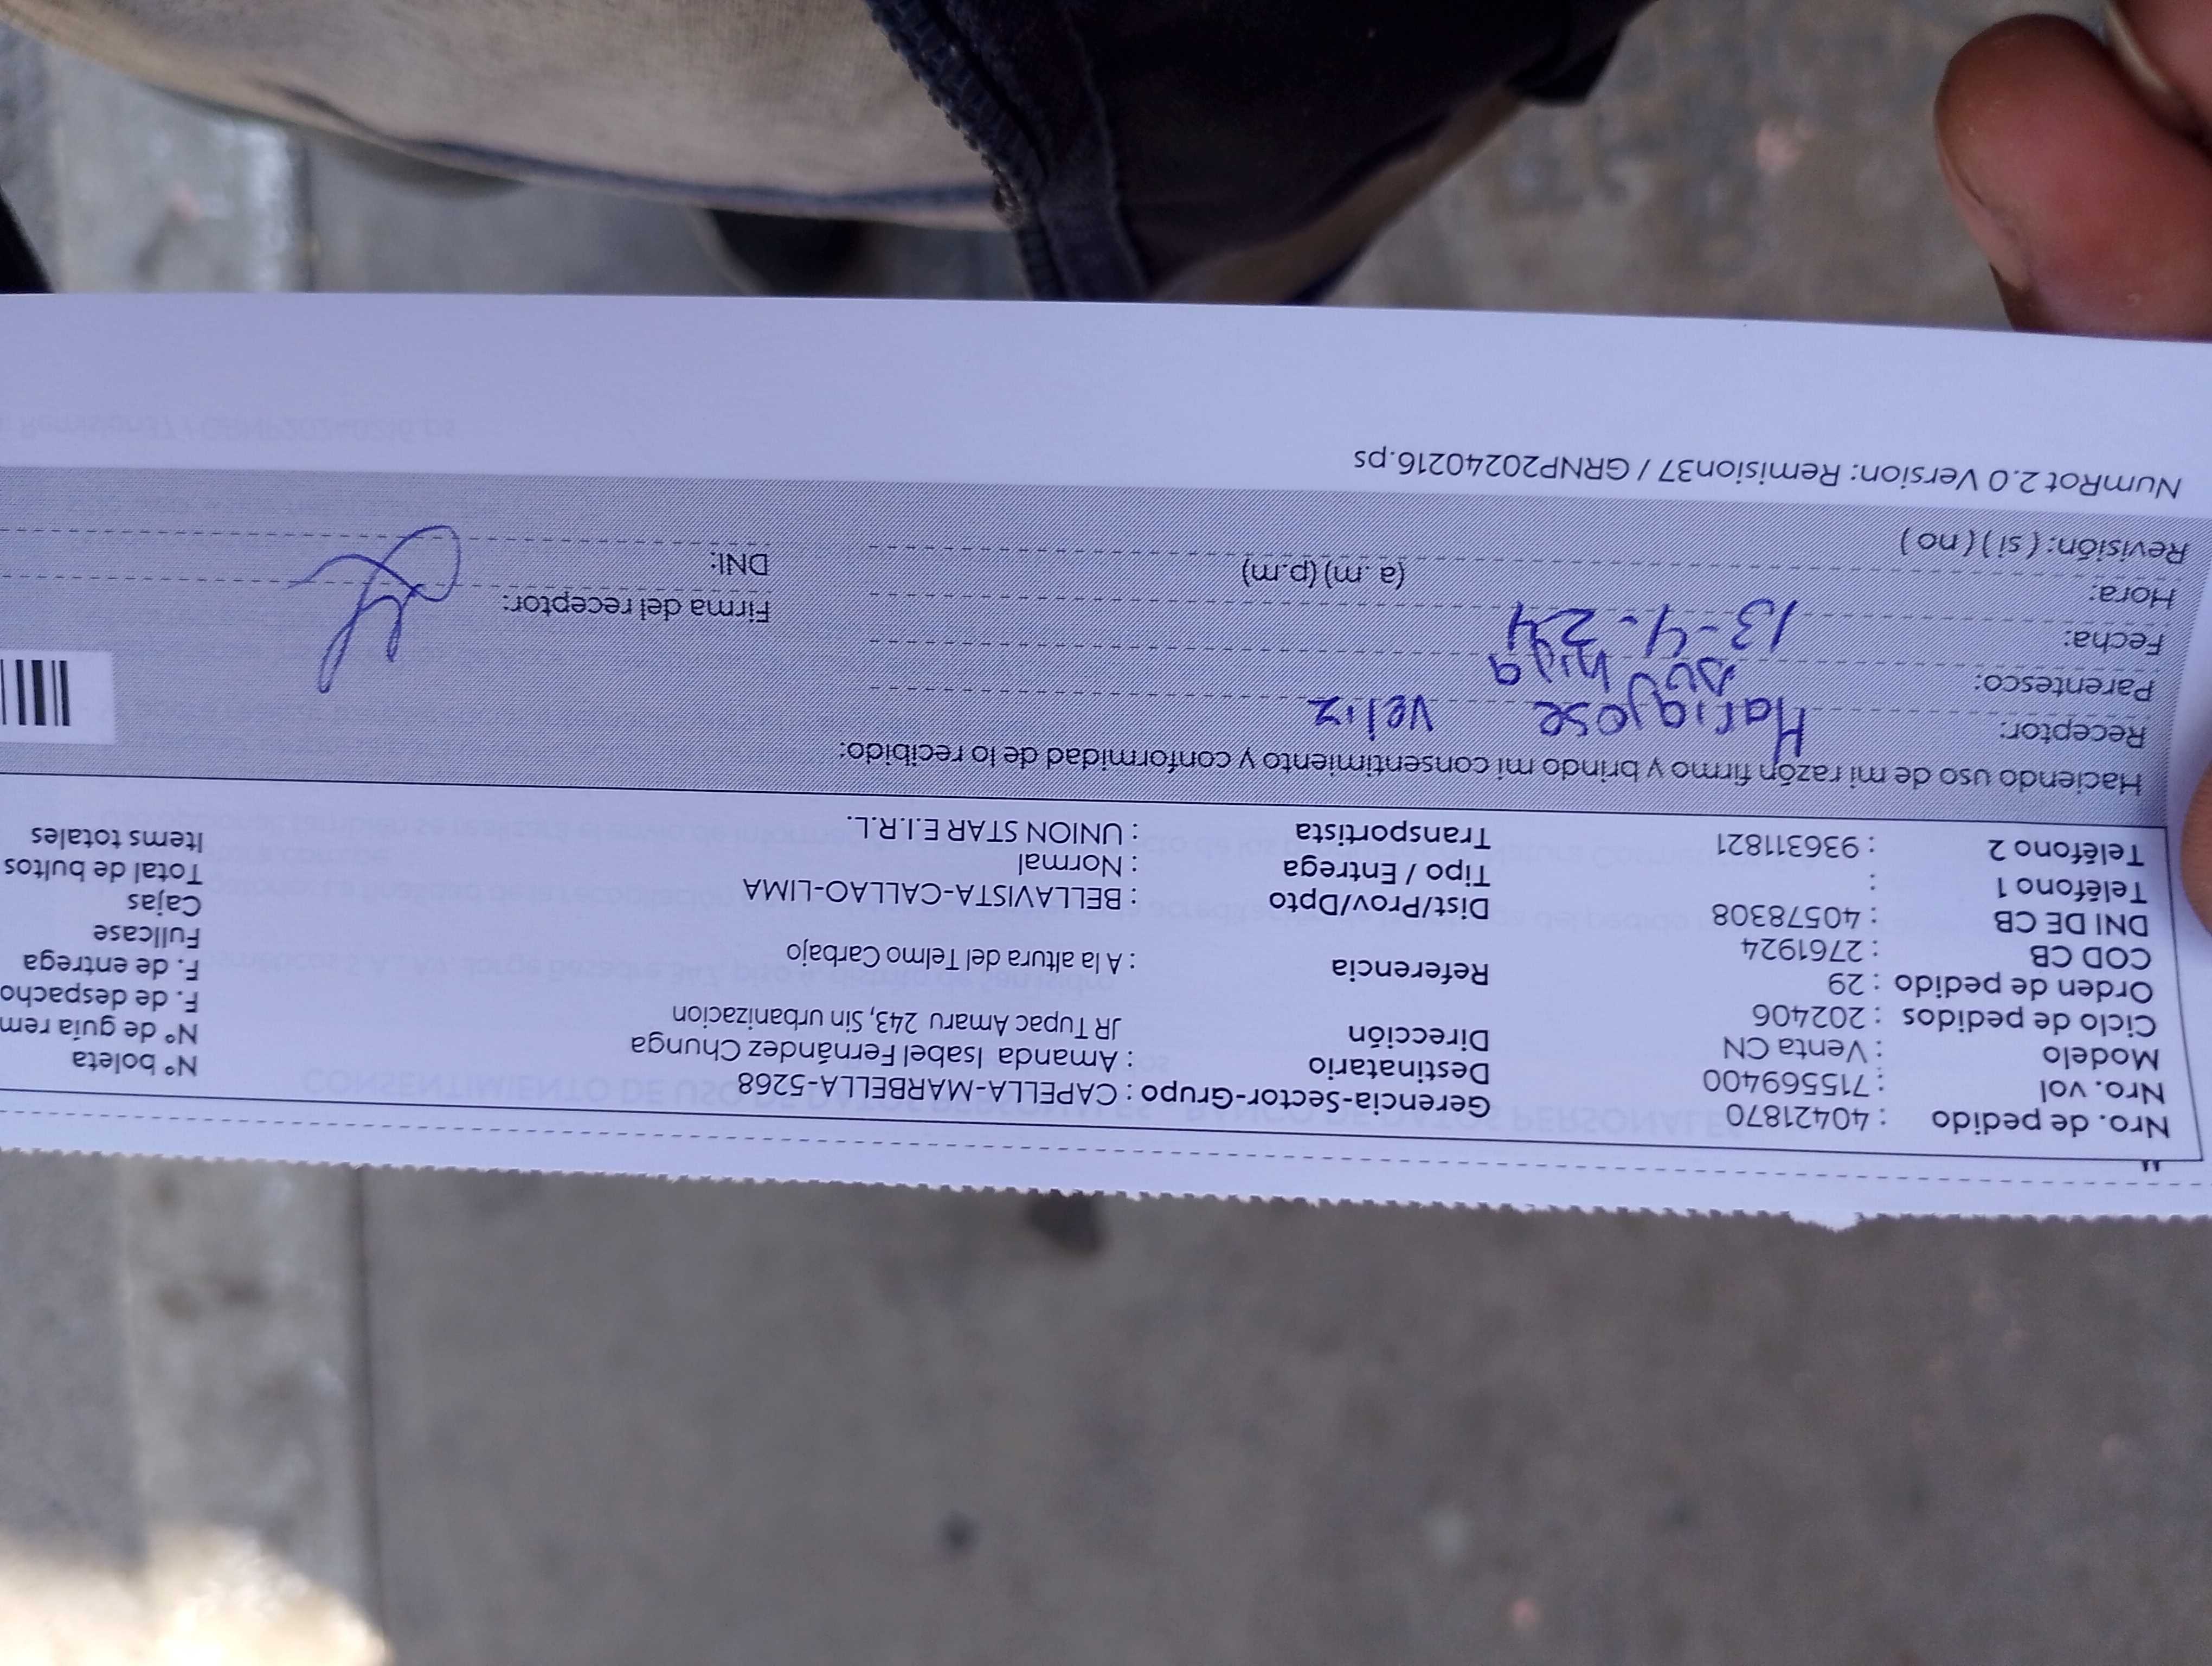 Nro. de pedido : 40421870
Nro. vol : 715569400
Modelo : Venta CN
Ciclo de pedidos : 202406
Orden de pedido : 29
COD CB : 2761924
DNI DE CB : 40578308
Teléfono 1 :
Teléfono 2 : 936311821
Gerencia-Sector-Grupo : CAPELLA-MARBELLA-5268
Destinatario : Amanda Isabel Fernández Chunga
Dirección JR Tupac Amaru 243, Sin urbanizacion
Referencia : A la altura del Telmo Carbajo
Dist/Prov/Dpto : BELLAVISTA-CALLAO-LIMA
Tipo / Entrega : Normal
Transportista : UNION STAR E.I.R.L.
N° boleta
N° de guía rem
F. de despacho
F. de entrega
Fullcase
Cajas
Total de bultos
Items totales
Haciendo uso de mi razón firmo y brindo mi consentimiento y conformidad de lo recibido:
Receptor: Mariajose Veliz
Parentesco: su hija
Fecha: 13-4-24
Hora: (a.m)(p.m)
Revisión: ( si ) ( no )
Firma del receptor:
DNI:
NumRot 2.0 Version: Remision37 / GRNP20240216.ps